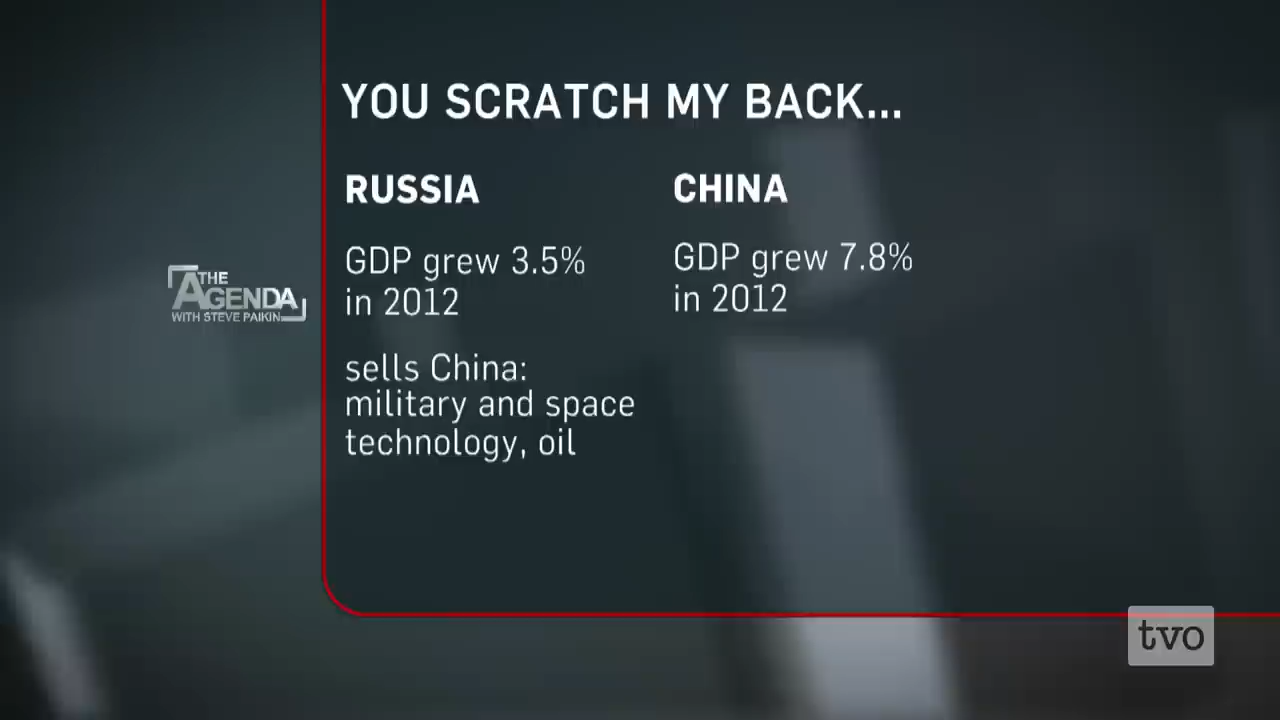 YOU SCRATCH MY BACK...
RUSSIA
GDP grew 3.5%
in 2012
sells China:
military and space
technology, oil
CHINA
GDP grew 7.8%
in 2012
THE
AGENDA
WITH STEVE PAIKIN
tvo